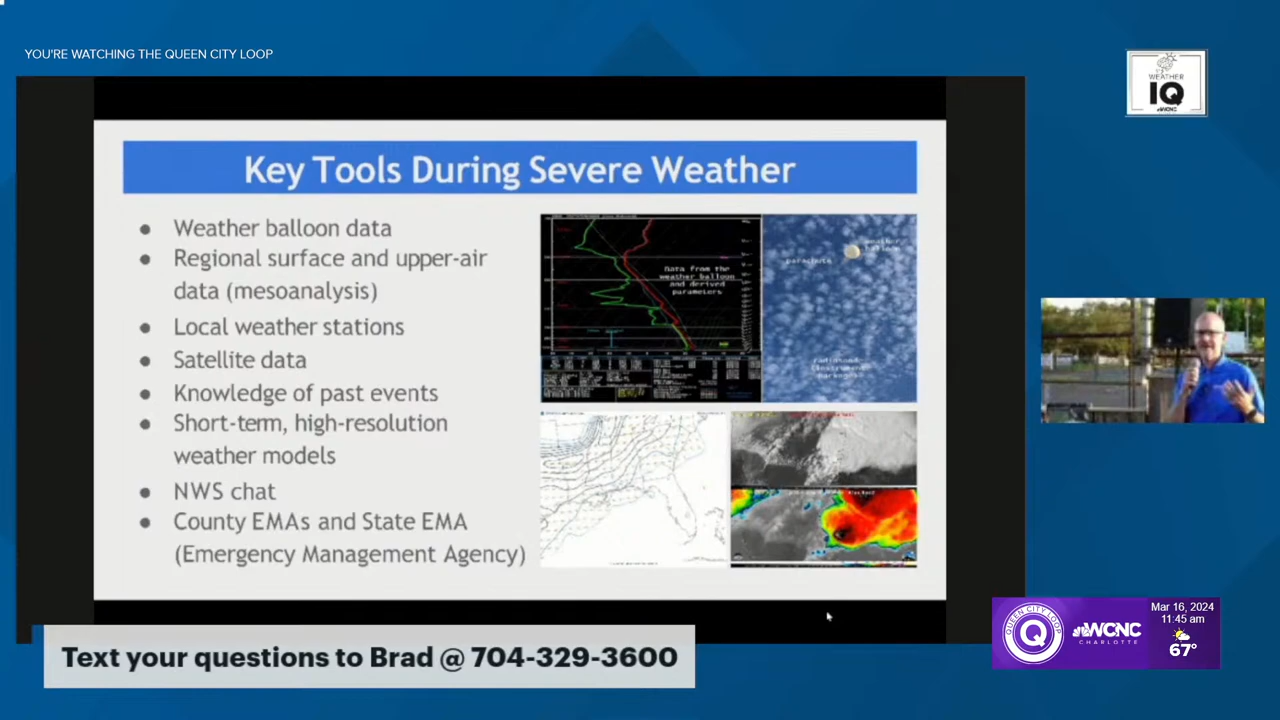 YOU'RE WATCHING THE QUEEN CITY LOOP
WEATHER
IQ
WCNC
Key Tools During Severe Weather
● Weather balloon data
● Regional surface and upper-air
data (mesoanalysis)
● Local weather stations
● Satellite data
● Knowledge of past events
● Short-term, high-resolution
weather models
● NWS chat
● County EMAs and State EMA
(Emergency Management Agency)
Data from the
weather balloon
and derived
parameters
weather
balloon
parachute
QUEEN CITY LOOP
Q
WCNC
CHARLOTTE
Mar 16, 2024
11:45 am
67°
Text your questions to Brad @ 704-329-3600